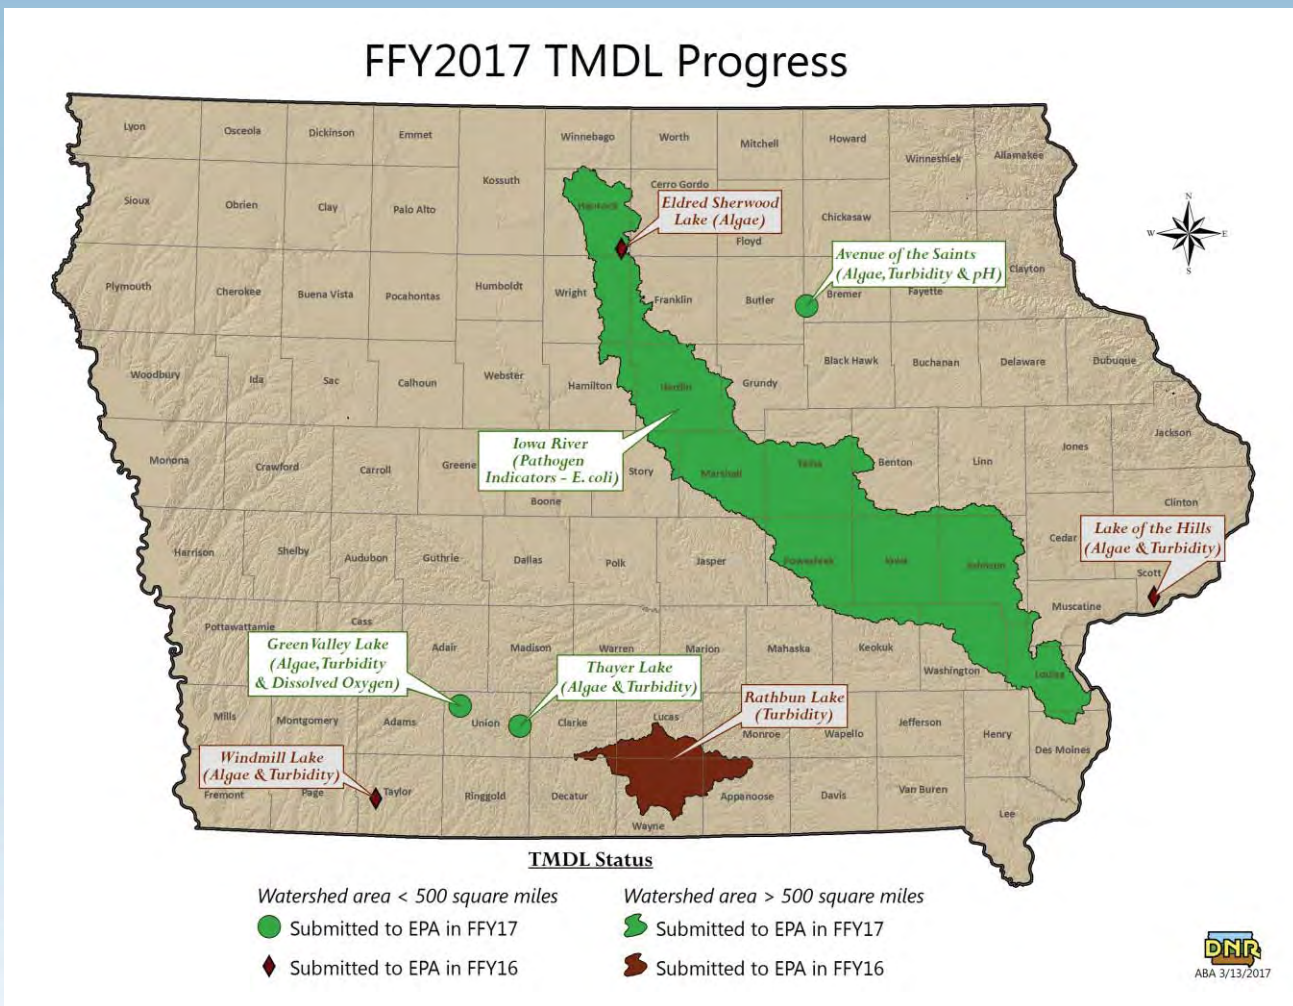 FFY2017 TMDL Progress
Lyon
Osceola
Dickinson
Emmet
Winnebago
Worth
Mitchell
Howard
Winneshiek
Allamakee
Kossuth
Sioux
Obrien
Clay
Palo Alto
Hancock
Cerro Gordo
Eldred Sherwood
Lake (Algae)
Floyd
Chickasaw
N
W
E
S
Avenue of the Saints
(Algae, Turbidity & pH)
Clayton
Plymouth
Cherokee
Buena Vista
Pocahontas
Humboldt
Wright
Franklin
Butler
Bremer
Fayette
Woodbury
Ida
Sac
Calhoun
Webster
Hamilton
Hardin
Grundy
Black Hawk
Buchanan
Delaware
Dubuque
Iowa River
(Pathogen
Indicators - E. coli)
Monona
Crawford
Carroll
Greene
Boone
Story
Marshall
Tama
Benton
Linn
Jones
Jackson
Clinton
Cedar
Lake of the Hills
(Algae & Turbidity)
Scott
Harrison
Shelby
Audubon
Guthrie
Dallas
Polk
Jasper
Poweshiek
Iowa
Johnson
Muscatine
Pottawattamie
Cass
Adair
Madison
Warren
Marion
Mahaska
Keokuk
Washington
Louisa
Green Valley Lake
(Algae, Turbidity
& Dissolved Oxygen)
Thayer Lake
(Algae & Turbidity)
Rathbun Lake
(Turbidity)
Mills
Montgomery
Adams
Union
Clarke
Lucas
Monroe
Wapello
Jefferson
Henry
Des Moines
Windmill Lake
(Algae & Turbidity)
Fremont
Page
Taylor
Ringgold
Decatur
Wayne
Appanoose
Davis
Van Buren
Lee
TMDL Status
Watershed area < 500 square miles
Submitted to EPA in FFY17
Submitted to EPA in FFY16
Watershed area > 500 square miles
Submitted to EPA in FFY17
Submitted to EPA in FFY16
DNR
ABA 3/13/2017